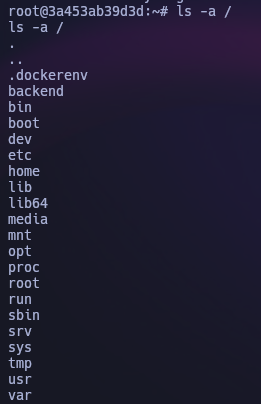 root@3a453ab39d3d:~# ls -a /
ls -a /
.
..
.dockerenv
backend
bin
boot
dev
etc
home
lib
lib64
media
mnt
opt
proc
root
run
sbin
srv
sys
tmp
usr
var